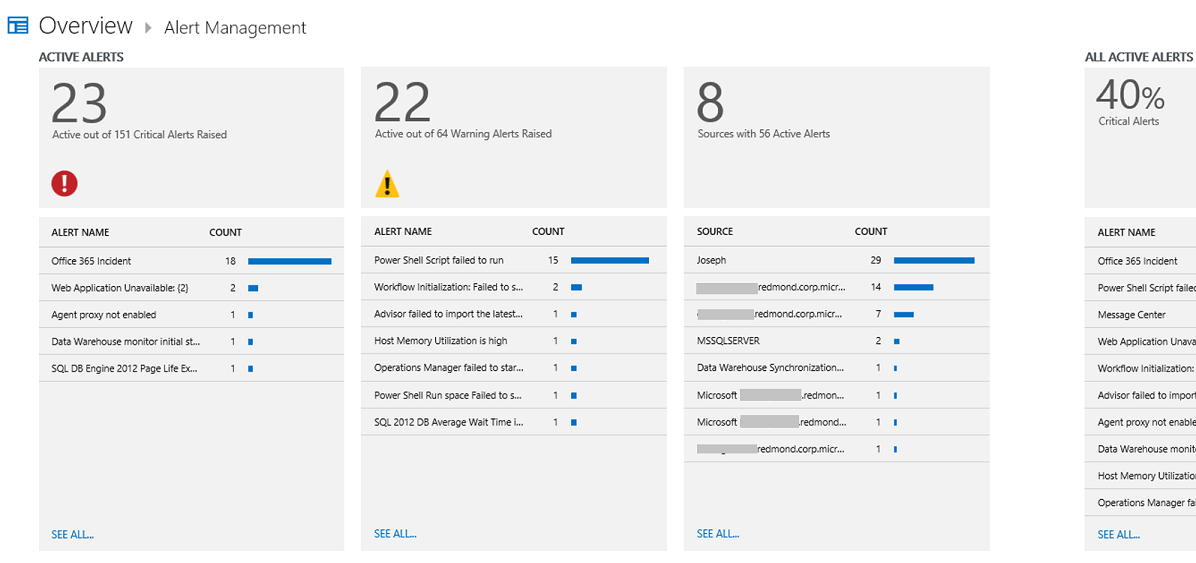 Overview Alert Management
ACTIVE ALERTS
23
Active out of 151 Critical Alerts Raised
ALERT NAME COUNT
Office 365 Incident 18
Web Application Unavailable: {2} 2
Agent proxy not enabled 1
Data Warehouse monitor initial st... 1
SQL DB Engine 2012 Page Life Ex... 1
SEE ALL...
22
Active out of 64 Warning Alerts Raised
ALERT NAME COUNT
Power Shell Script failed to run 15
Workflow Initialization: Failed to s... 2
Advisor failed to import the latest... 1
Host Memory Utilization is high 1
Operations Manager failed to star... 1
Power Shell Run space Failed to s... 1
SQL 2012 DB Average Wait Time i... 1
SEE ALL...
8
Sources with 56 Active Alerts
SOURCE COUNT
Joseph 29
redmond.corp.micr... 14
.redmond.corp.micr... 7
MSSQLSERVER 2
Data Warehouse Synchronization... 1
Microsoft .redmon... 1
Microsoft .redmond... 1
redmond.corp.micr... 1
SEE ALL...
ALL ACTIVE ALERTS
40%
Critical Alerts
ALERT NAME
Office 365 Incident
Power Shell Script failed
Message Center
Web Application Unava
Workflow Initialization:
Advisor failed to import
Agent proxy not enable
Data Warehouse monit
Host Memory Utilization
Operations Manager fai
SEE ALL...